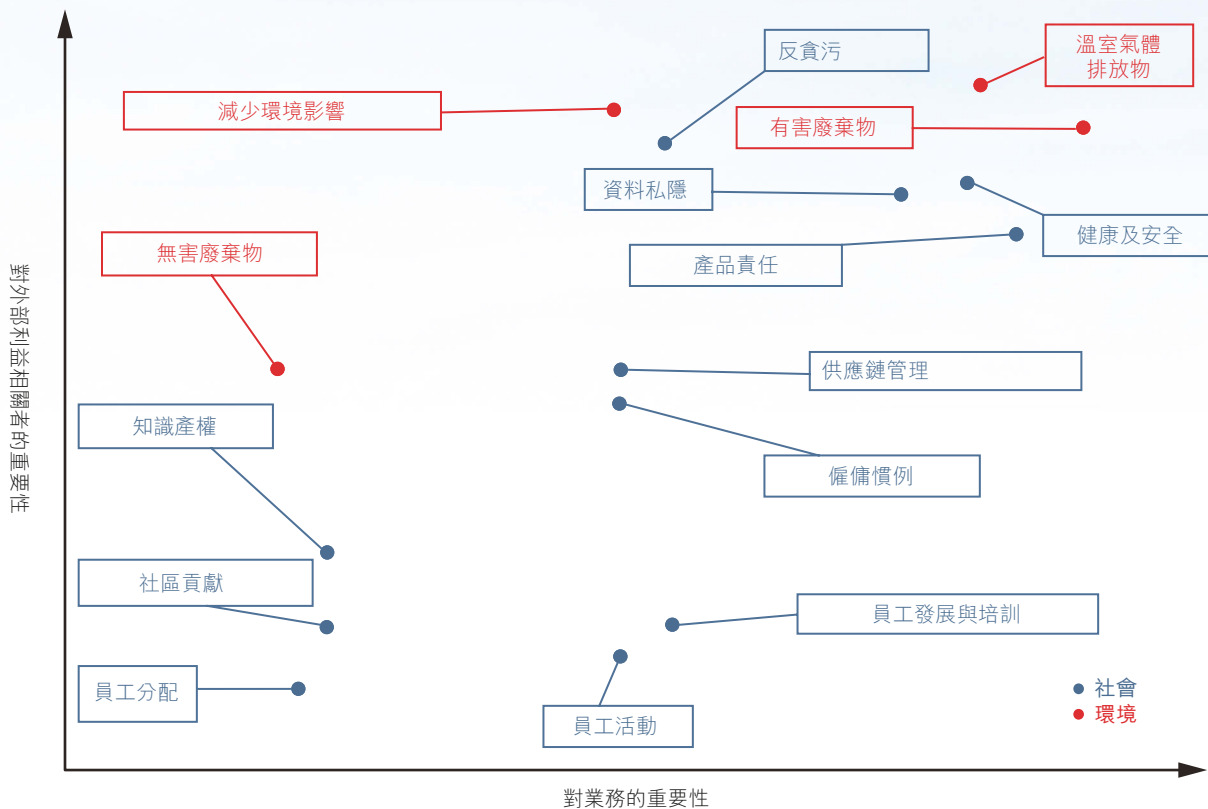 反貪污
溫室氣體
排放物
減少環境影響
有害廢棄物
資料私隱
健康及安全
無害廢棄物
產品責任
對外部利益相關者的重要性
供應鏈管理
知識產權
僱傭慣例
社區貢獻
員工發展與培訓
員工分配
社會
環境
員工活動
對業務的重要性